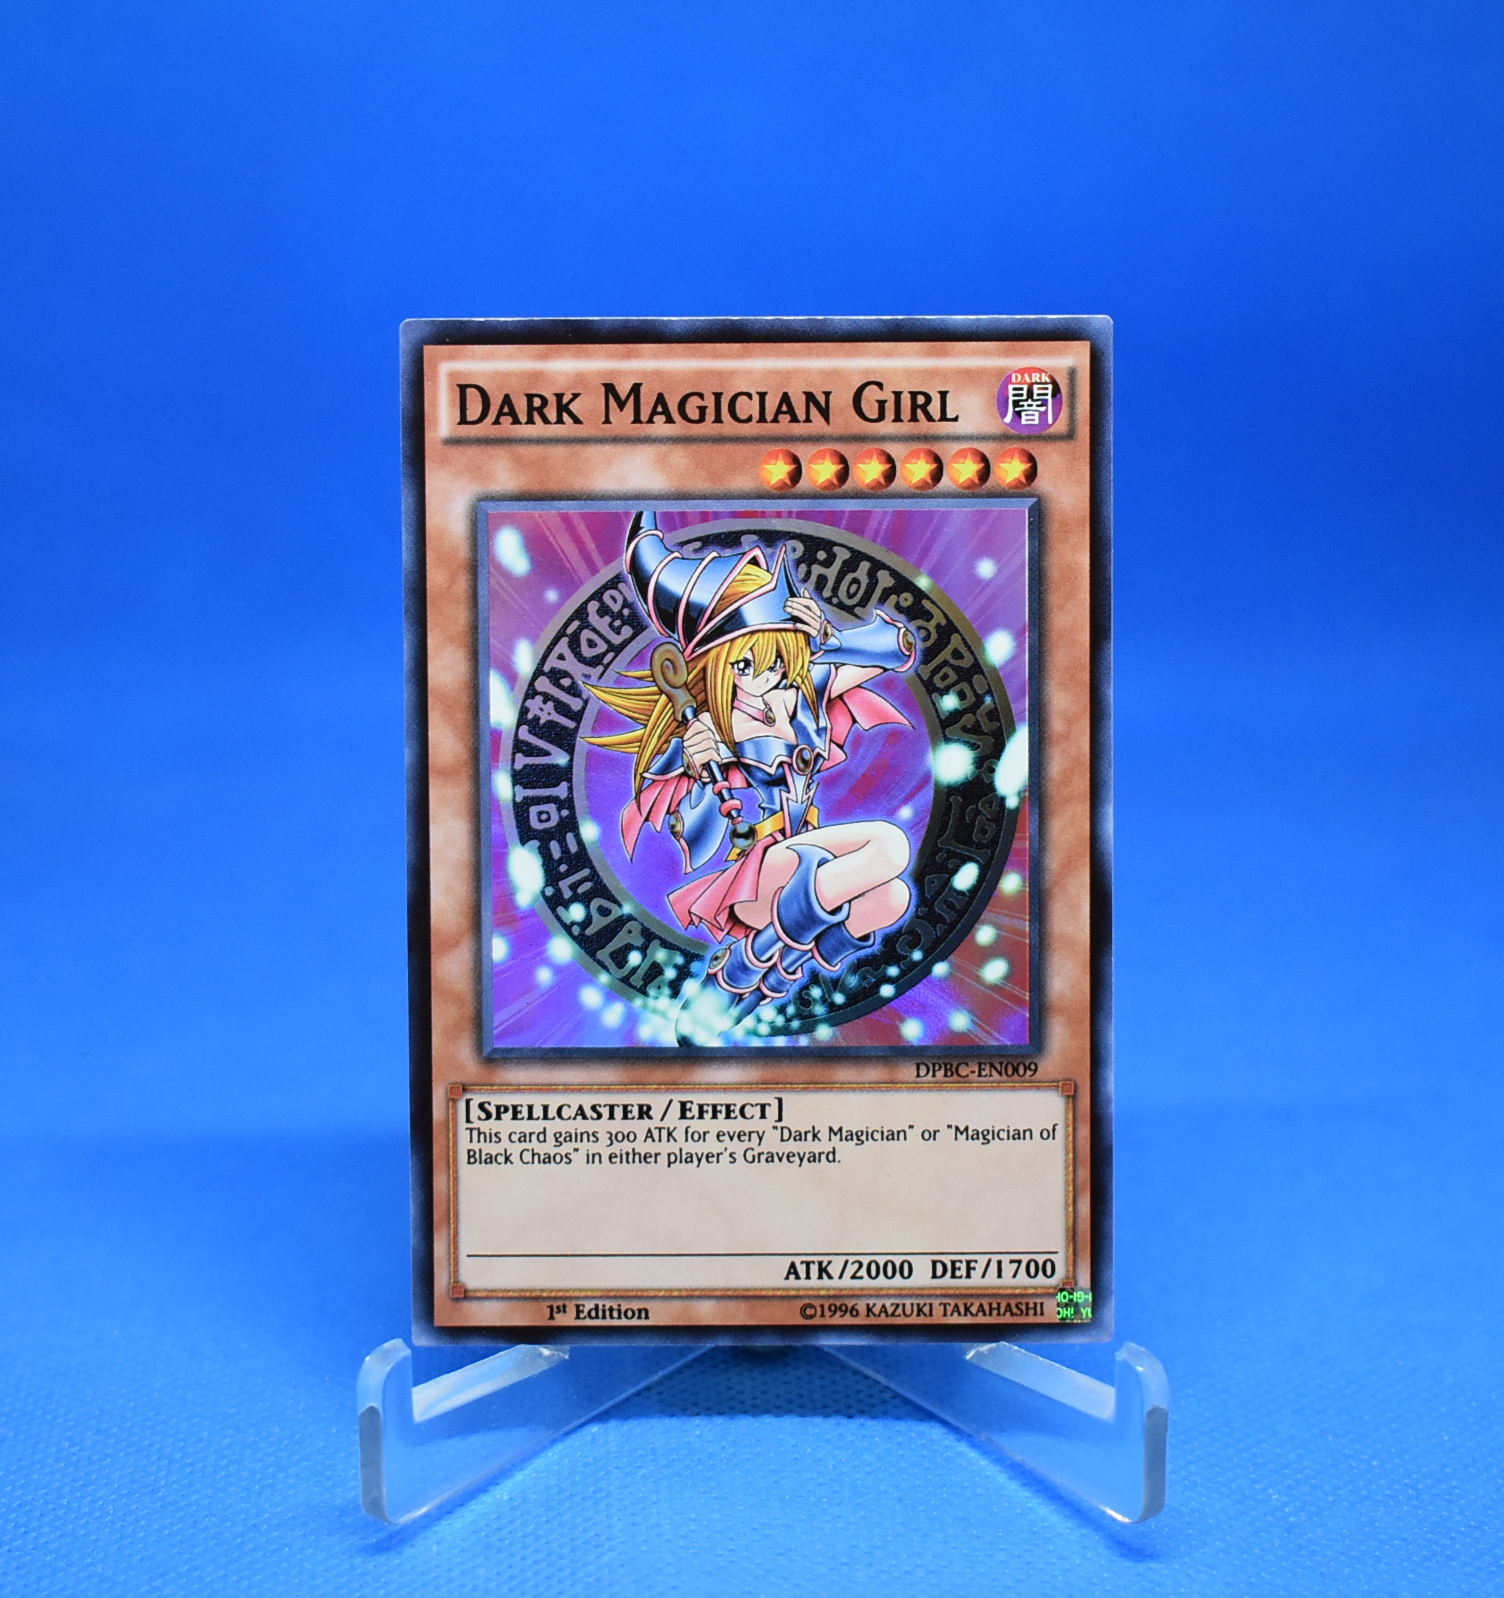 DARK MAGICIAN GIRL
DARK
闇
DPBC-EN009
[SPELLCASTER/EFFECT]
This card gains 300 ATK for every "Dark Magician" or "Magician of
Black Chaos" in either player's Graveyard.
ATK/2000 DEF/1700
1st Edition
©1996 KAZUKI TAKAHASHI